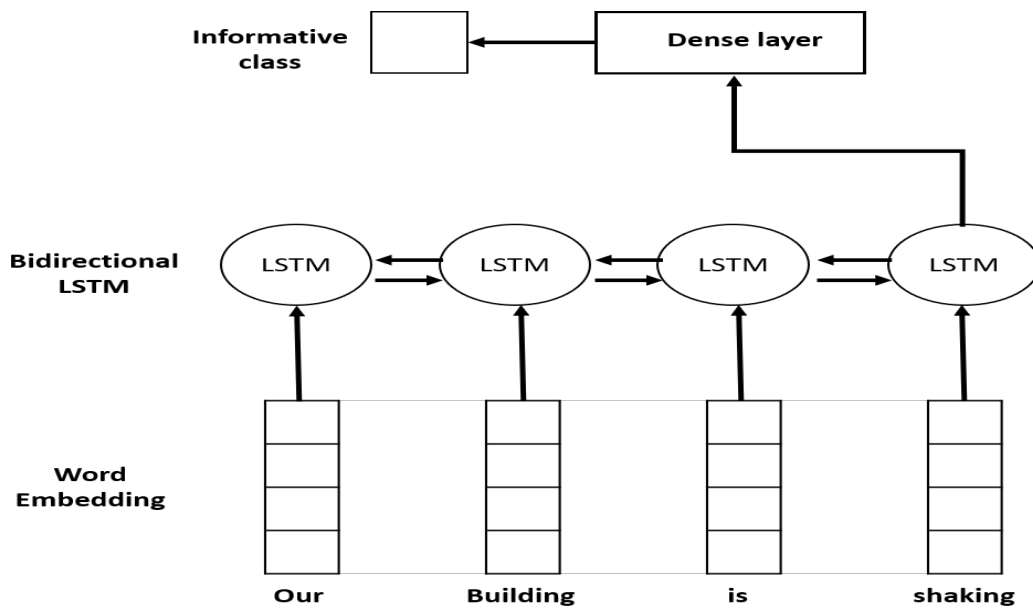 Informative
class
Dense layer
Bidirectional
LSTM
LSTM
LSTM
LSTM
LSTM
Word
Embedding
Our
Building
is
shaking